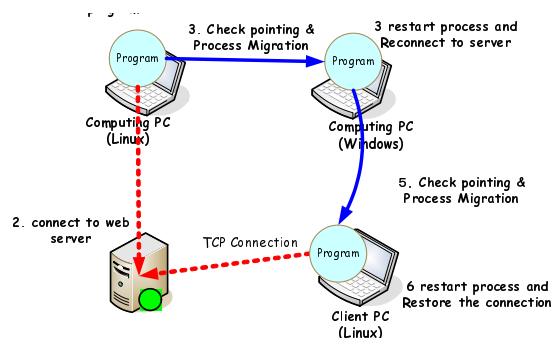 3. Check pointing &
Process Migration
3 restart process and
Reconnect to server
Program
Program
Computing PC
(Linux)
Computing PC
(Windows)
5. Check pointing &
Process Migration
2. connect to web
server
TCP Connection
Program
6 restart process and
Restore the connection
Client PC
(Linux)